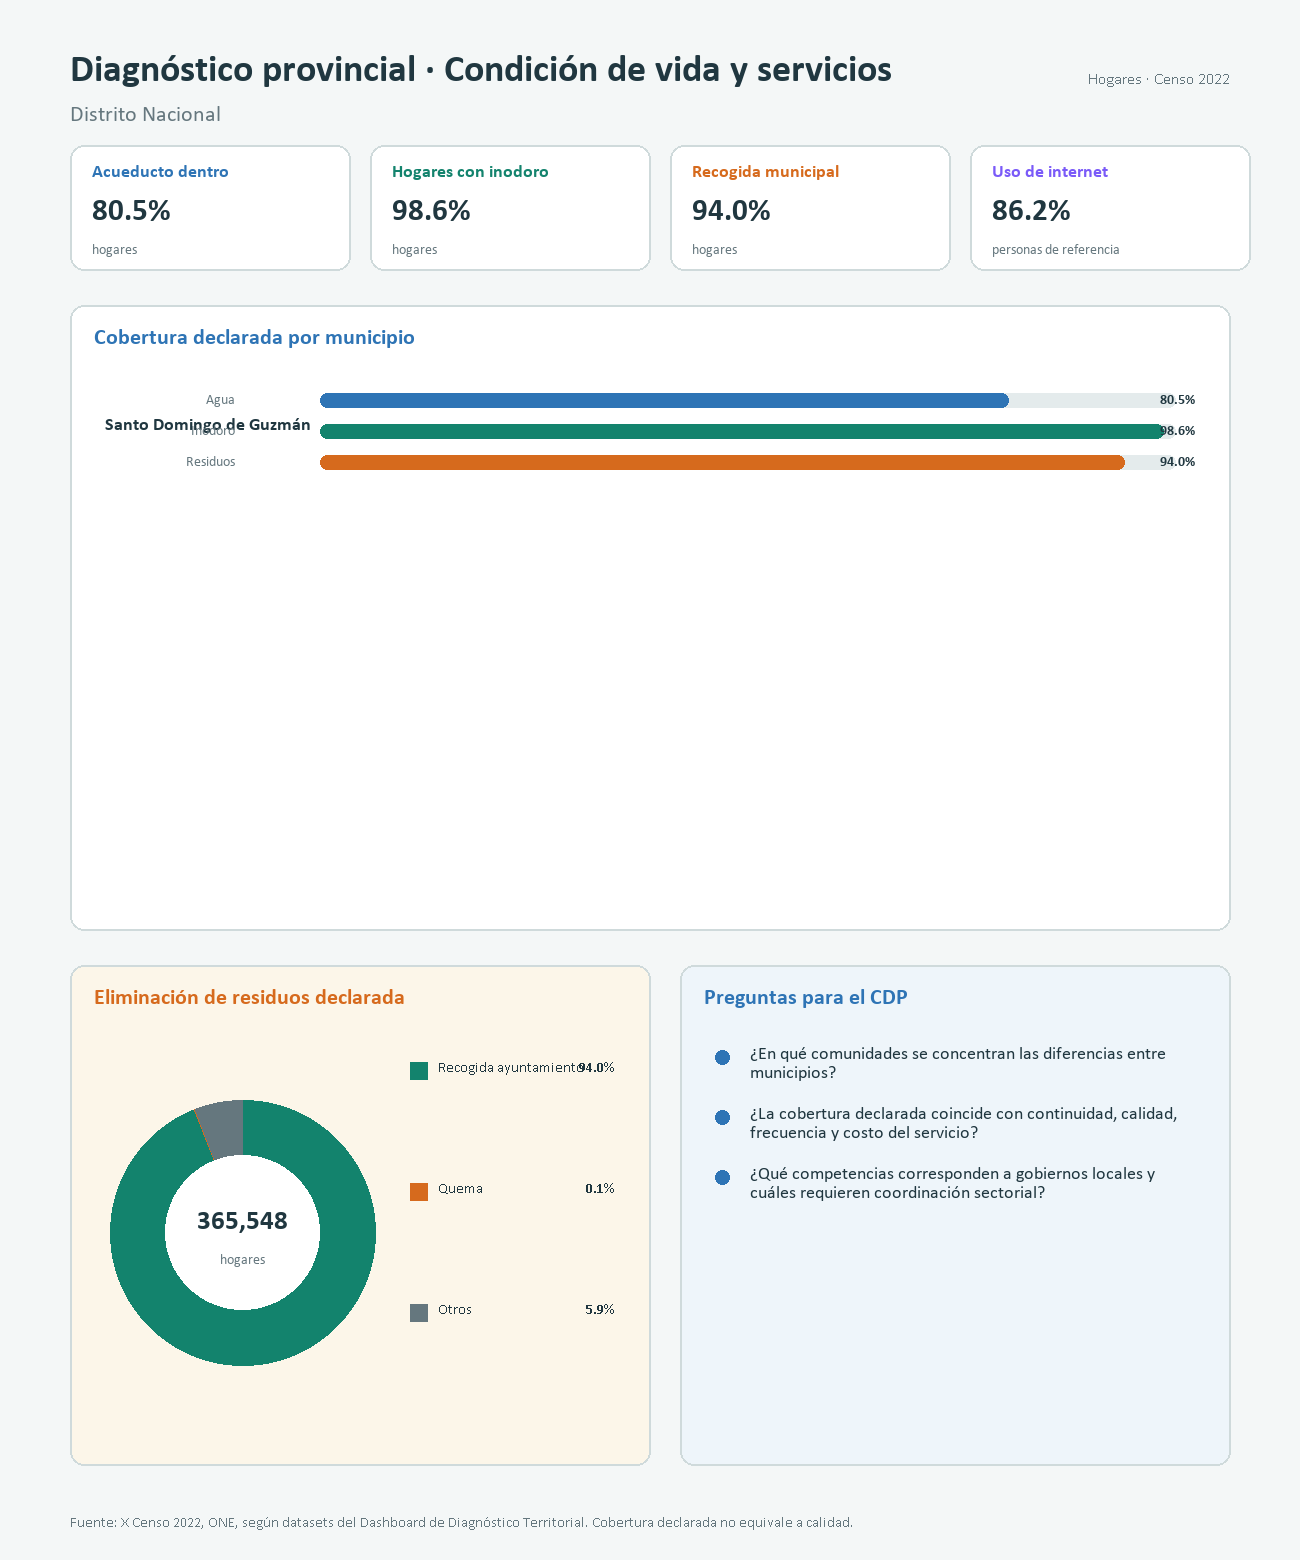 Diagnóstico provincial · Condición de vida y servicios
Hogares · Censo 2022
Distrito Nacional
Acueducto dentro
80.5%
hogares
Hogares con inodoro
98.6%
hogares
Recogida municipal
94.0%
hogares
Uso de internet
86.2%
personas de referencia
Cobertura declarada por municipio
Agua
80.5%
Santo Domingo de Guzmán
Inodoro
98.6%
Residuos
94.0%
Eliminación de residuos declarada
Recogida ayuntamiento
94.0%
Quema
0.1%
Otros
5.9%
365,548
hogares
Preguntas para el CDP
¿En qué comunidades se concentran las diferencias entre
municipios?
¿La cobertura declarada coincide con continuidad, calidad,
frecuencia y costo del servicio?
¿Qué competencias corresponden a gobiernos locales y
cuáles requieren coordinación sectorial?
Fuente: X Censo 2022, ONE, según datasets del Dashboard de Diagnóstico Territorial. Cobertura declarada no equivale a calidad.